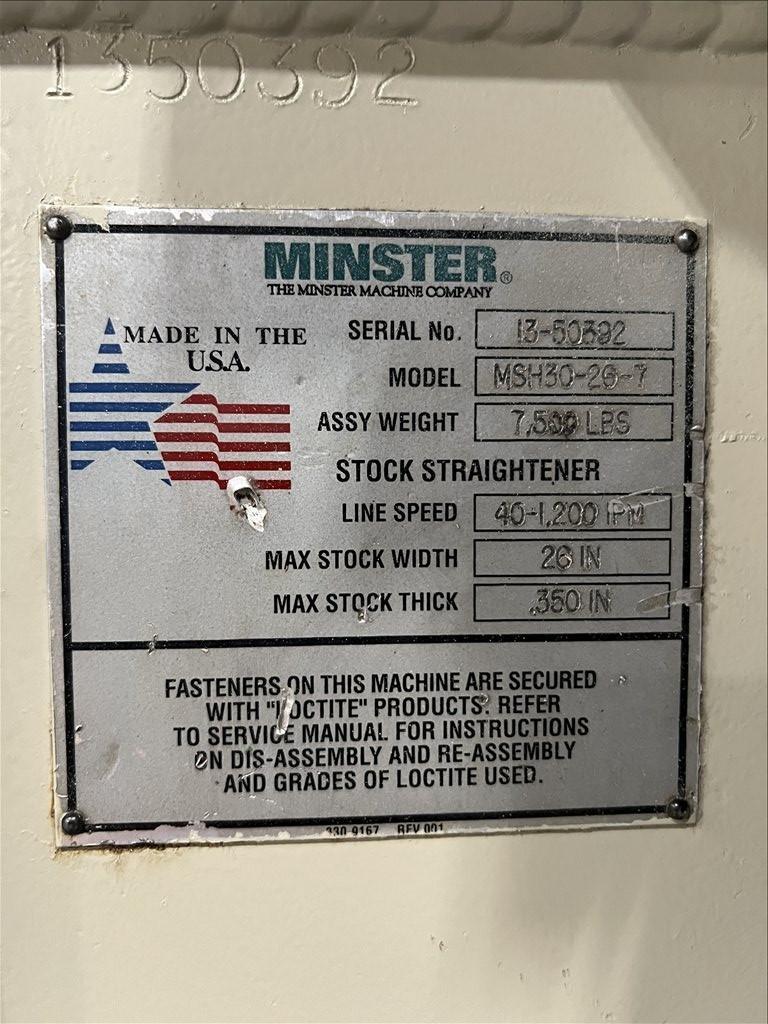 1350392
MINSTER®
THE MINSTER MACHINE COMPANY
MADE IN THE
U.S.A.
SERIAL No. 13-50392
MODEL MSH30-26-7
ASSY WEIGHT 7,500 LBS
STOCK STRAIGHTENER
LINE SPEED 40-1,200 IPM
MAX STOCK WIDTH 26 IN
MAX STOCK THICK .350 IN
FASTENERS ON THIS MACHINE ARE SECURED
WITH "LOCTITE" PRODUCTS. REFER
TO SERVICE MANUAL FOR INSTRUCTIONS
ON DIS-ASSEMBLY AND RE-ASSEMBLY
AND GRADES OF LOCTITE USED.
330 9167 REV 001